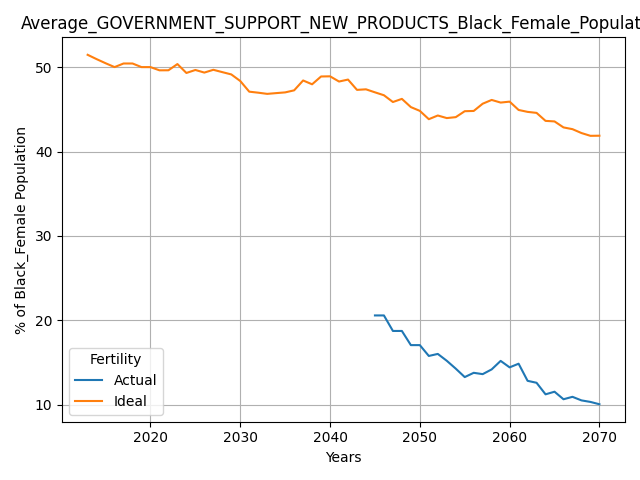 Average_GOVERNMENT_SUPPORT_NEW_PRODUCTS_Black_Female_Populat
50
40
30
20
10
% of Black_Female Population
Fertility
Actual
Ideal
2020 2030 2040 2050 2060 2070
Years